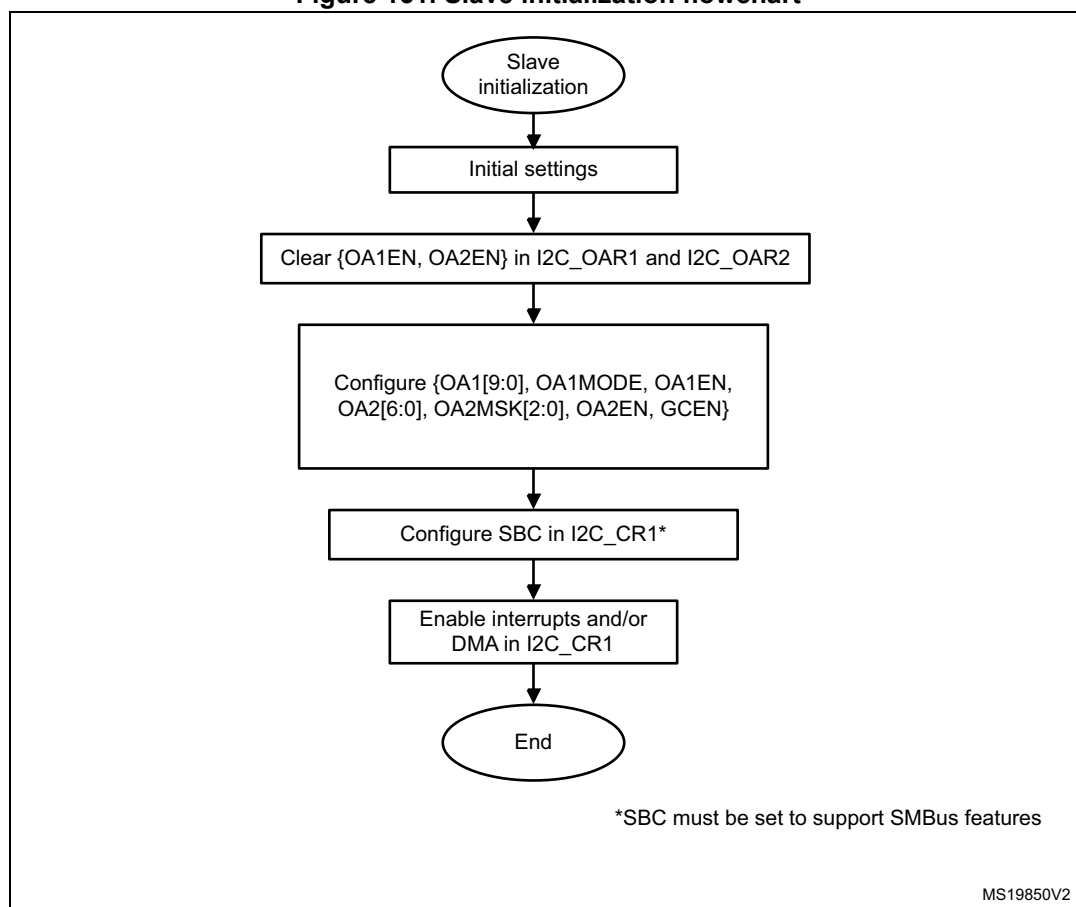 Slave
initialization
Initial settings
Clear {OA1EN, OA2EN} in I2C_OAR1 and I2C_OAR2
Configure {OA1[9:0], OA1MODE, OA1EN,
OA2[6:0], OA2MSK[2:0], OA2EN, GCEN}
Configure SBC in I2C_CR1*
Enable interrupts and/or
DMA in I2C_CR1
End
*SBC must be set to support SMBus features
MS19850V2